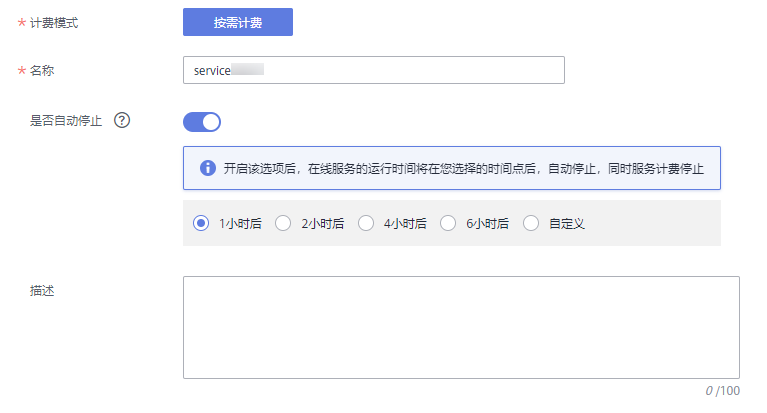 * 计费模式 按需计费
* 名称 service
是否自动停止 ?
开启该选项后，在线服务的运行时间将在您选择的时间点后，自动停止，同时服务计费停止
1小时后 2小时后 4小时后 6小时后 自定义
描述
0 /100